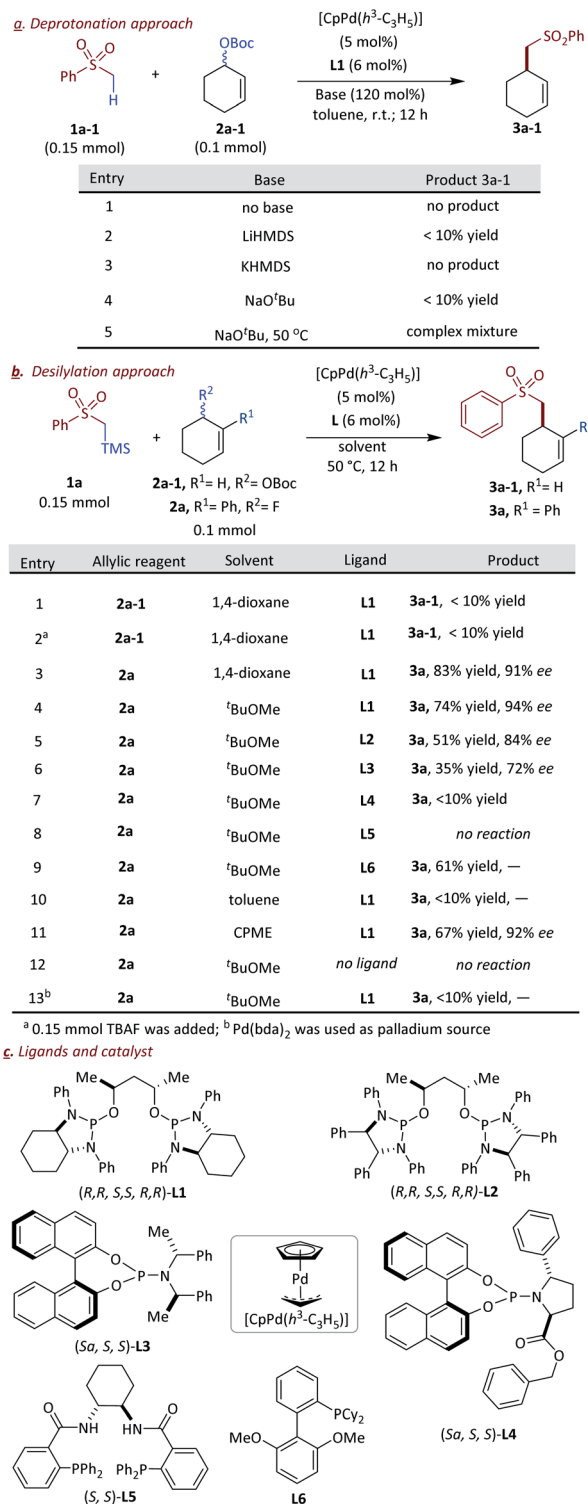 a. Deprotonation approach
[CpPd(h³-C₃H₅)]
(5 mol%)
L1 (6 mol%)
Base (120 mol%)
toluene, r.t.; 12 h
O O
S
Ph
H
+
OBoc
SO₂Ph
1a-1
(0.15 mmol)
2a-1
(0.1 mmol)
3a-1
Entry Base Product 3a-1
1 no base no product
2 LiHMDS < 10% yield
3 KHMDS no product
4 NaOᵗBu < 10% yield
5 NaOᵗBu, 50 °C complex mixture
b. Desilylation approach
[CpPd(h³-C₃H₅)]
(5 mol%)
L (6 mol%)
solvent
50 °C, 12 h
O O
S
Ph
TMS
+
R²
R¹
O
S
O
R¹
1a
0.15 mmol
2a-1, R¹= H, R²= OBoc
2a, R¹= Ph, R²= F
0.1 mmol
3a-1, R¹= H
3a, R¹ = Ph
Entry Allylic reagent Solvent Ligand Product
1 2a-1 1,4-dioxane L1 3a-1, < 10% yield
2ᵃ 2a-1 1,4-dioxane L1 3a-1, < 10% yield
3 2a 1,4-dioxane L1 3a, 83% yield, 91% ee
4 2a ᵗBuOMe L1 3a, 74% yield, 94% ee
5 2a ᵗBuOMe L2 3a, 51% yield, 84% ee
6 2a ᵗBuOMe L3 3a, 35% yield, 72% ee
7 2a ᵗBuOMe L4 3a, <10% yield
8 2a ᵗBuOMe L5 no reaction
9 2a ᵗBuOMe L6 3a, 61% yield, —
10 2a toluene L1 3a, <10% yield, —
11 2a CPME L1 3a, 67% yield, 92% ee
12 2a ᵗBuOMe no ligand no reaction
13ᵇ 2a ᵗBuOMe L1 3a, <10% yield, —
ᵃ 0.15 mmol TBAF was added; ᵇ Pd(bda)₂ was used as palladium source
c. Ligands and catalyst
Me Me
Ph O O Ph
N P P N
N N
Ph Ph
(R,R, S,S, R,R)-L1
Me Me
Ph O O Ph
N P P N
Ph N N Ph
Ph Ph Ph Ph
(R,R, S,S, R,R)-L2
Me
O Ph
P N
O Ph
Me
(Sa, S, S)-L3
Pd
[CpPd(h³-C₃H₅)]
O
P N
O
O
O
(Sa, S, S)-L4
O NH HN O
PPh₂ Ph₂P
(S, S)-L5
PCy₂
MeO OMe
L6